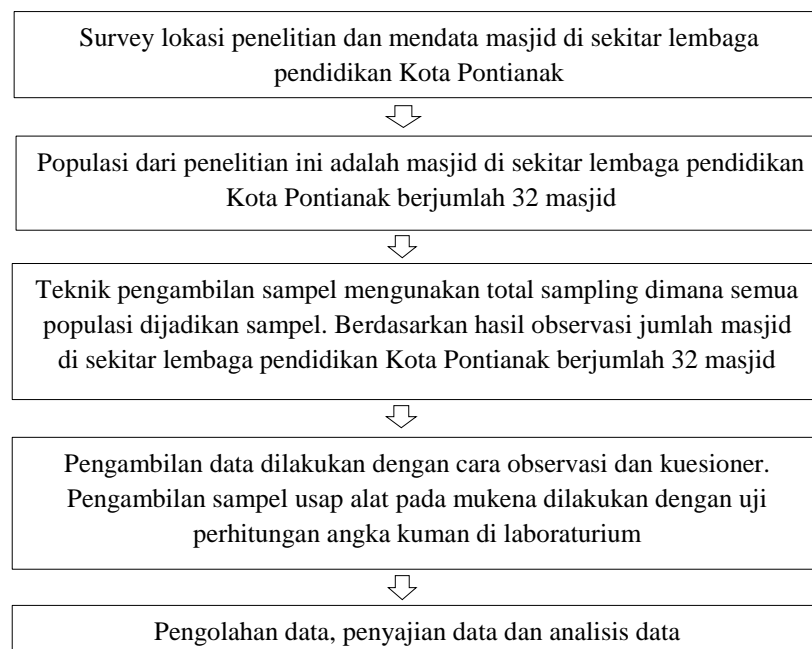 Survey lokasi penelitian dan mendata masjid di sekitar lembaga
pendidikan Kota Pontianak
Populasi dari penelitian ini adalah masjid di sekitar lembaga pendidikan
Kota Pontianak berjumlah 32 masjid
Teknik pengambilan sampel mengunakan total sampling dimana semua
populasi dijadikan sampel. Berdasarkan hasil observasi jumlah masjid
di sekitar lembaga pendidikan Kota Pontianak berjumlah 32 masjid
Pengambilan data dilakukan dengan cara observasi dan kuesioner.
Pengambilan sampel usap alat pada mukena dilakukan dengan uji
perhitungan angka kuman di laboraturium
Pengolahan data, penyajian data dan analisis data